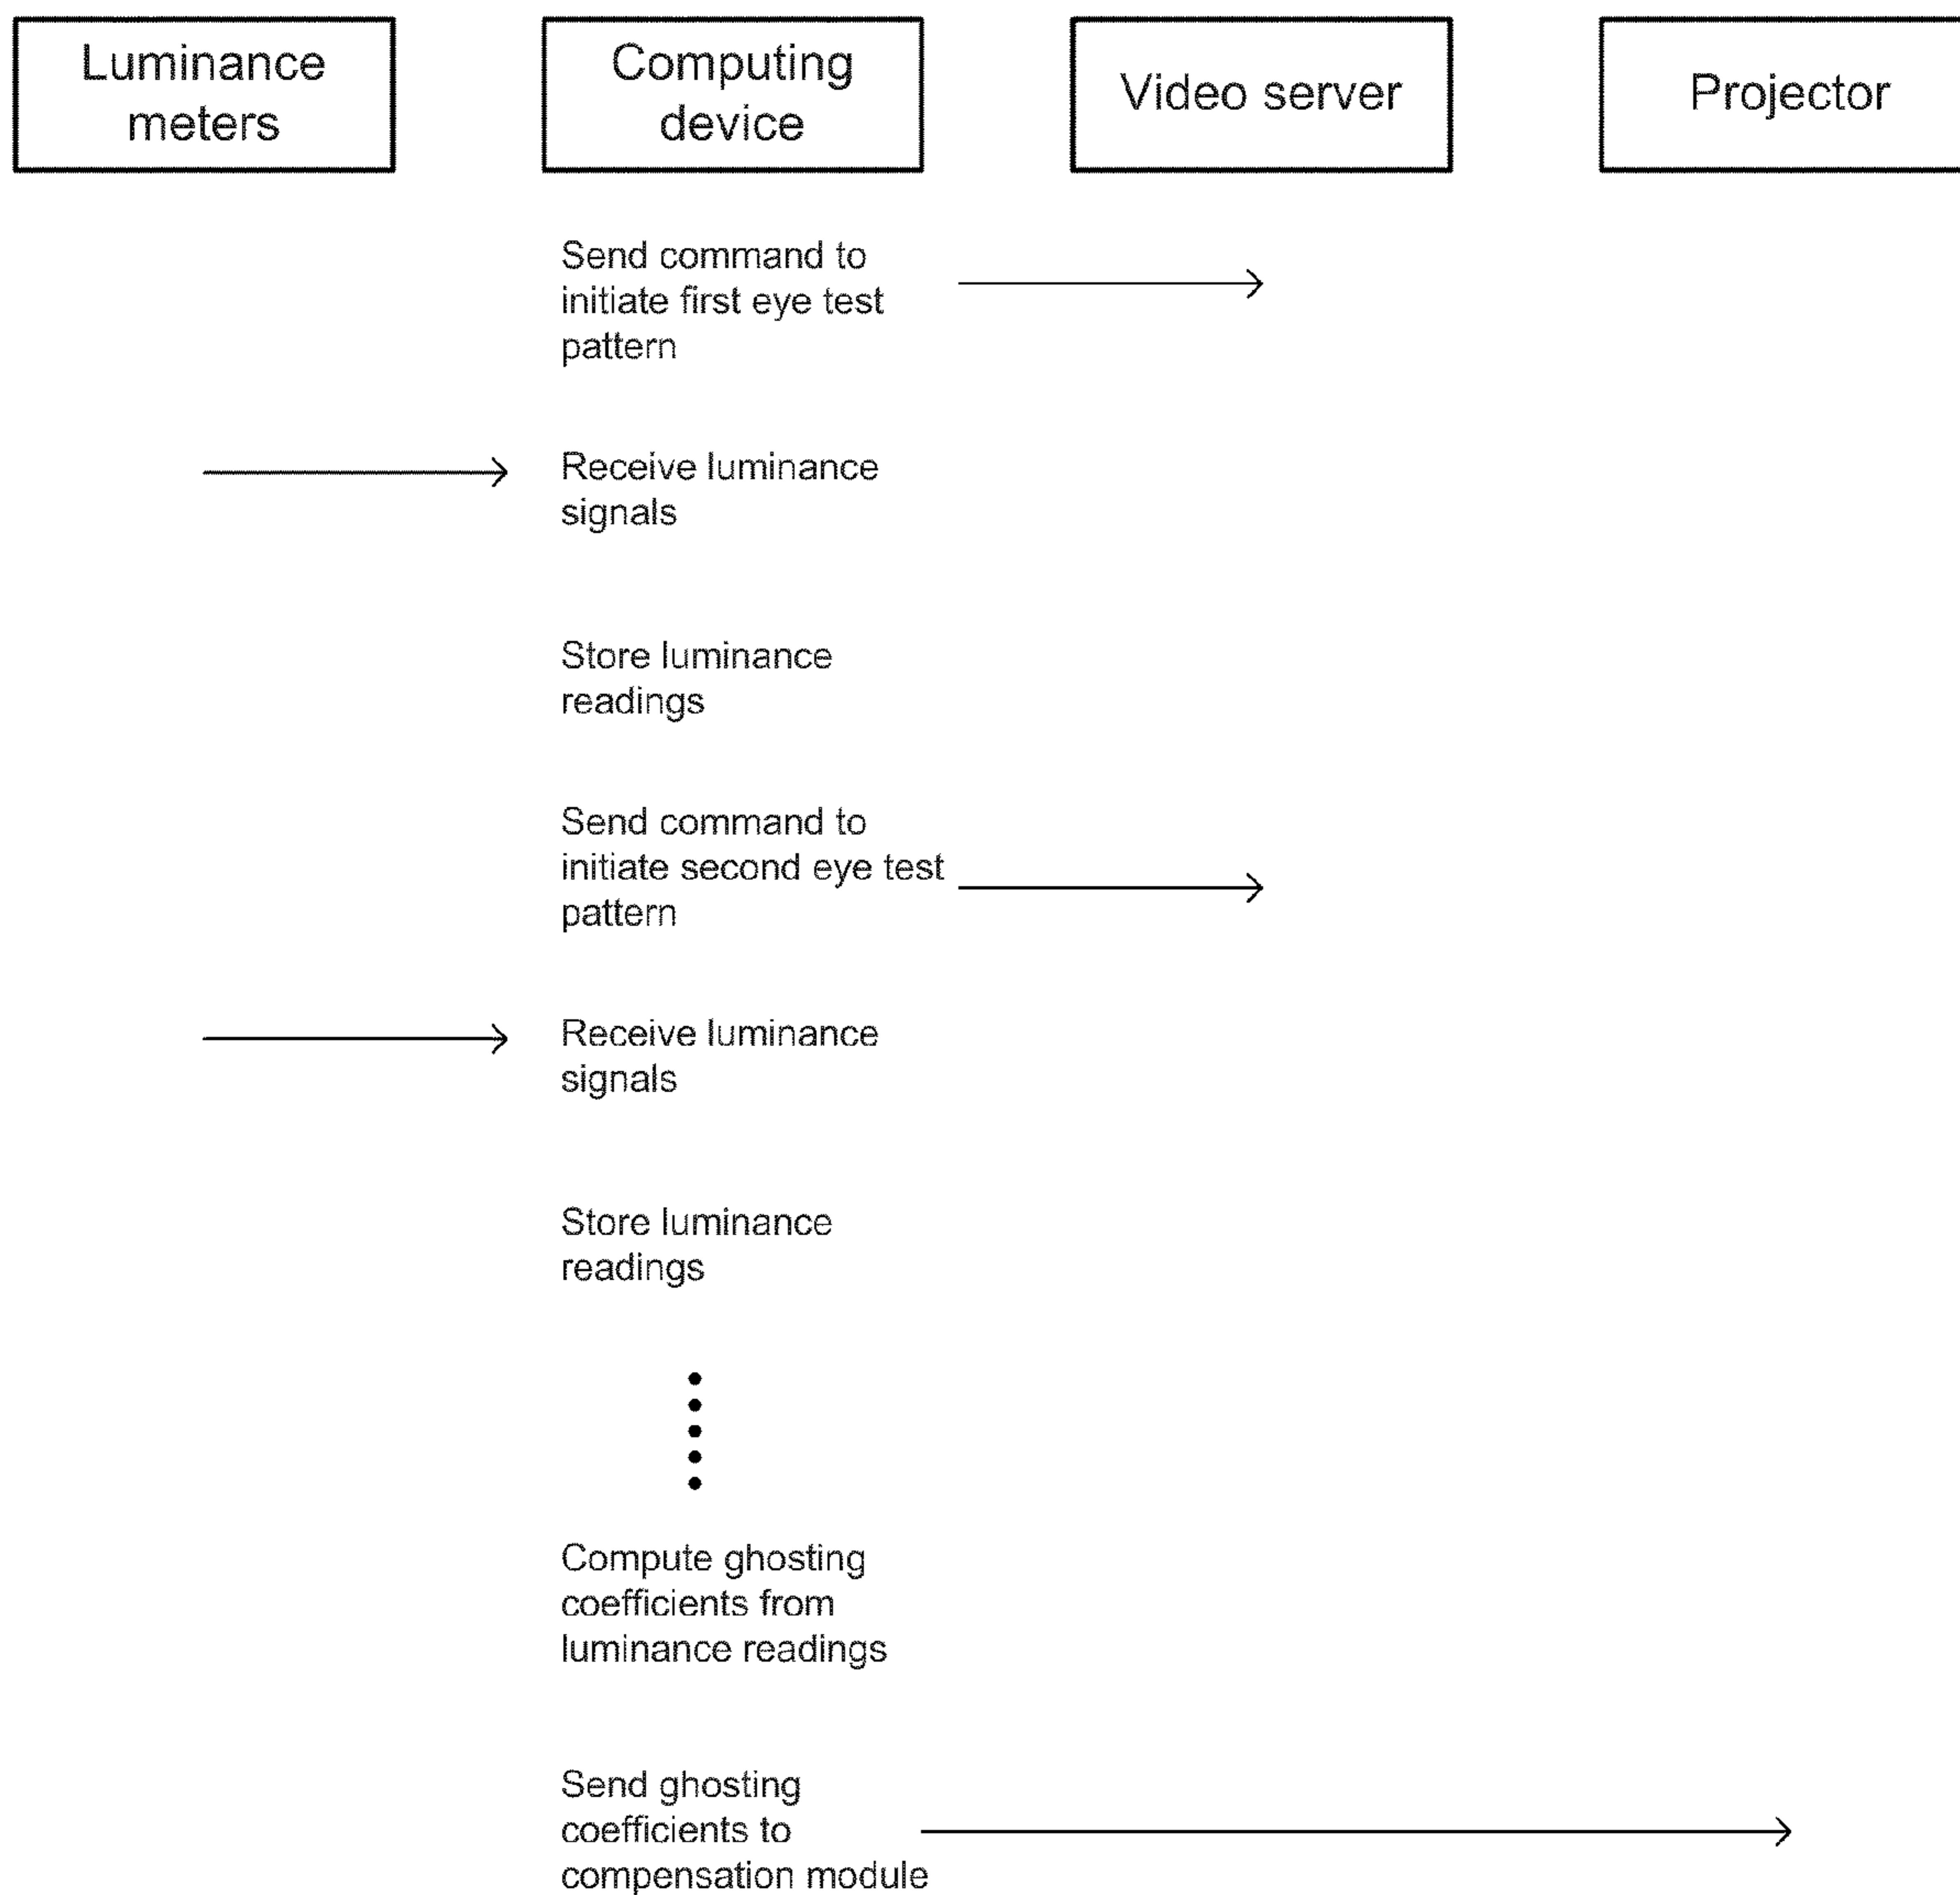 Luminance
meters
Computing
device
Video server
Projector
Send command to
initiate first eye test
pattern
Receive luminance
signals
Store luminance
readings
Send command to
initiate second eye test
pattern
Receive luminance
signals
Store luminance
readings
Compute ghosting
coefficients from
luminance readings
Send ghosting
coefficients to
compensation module